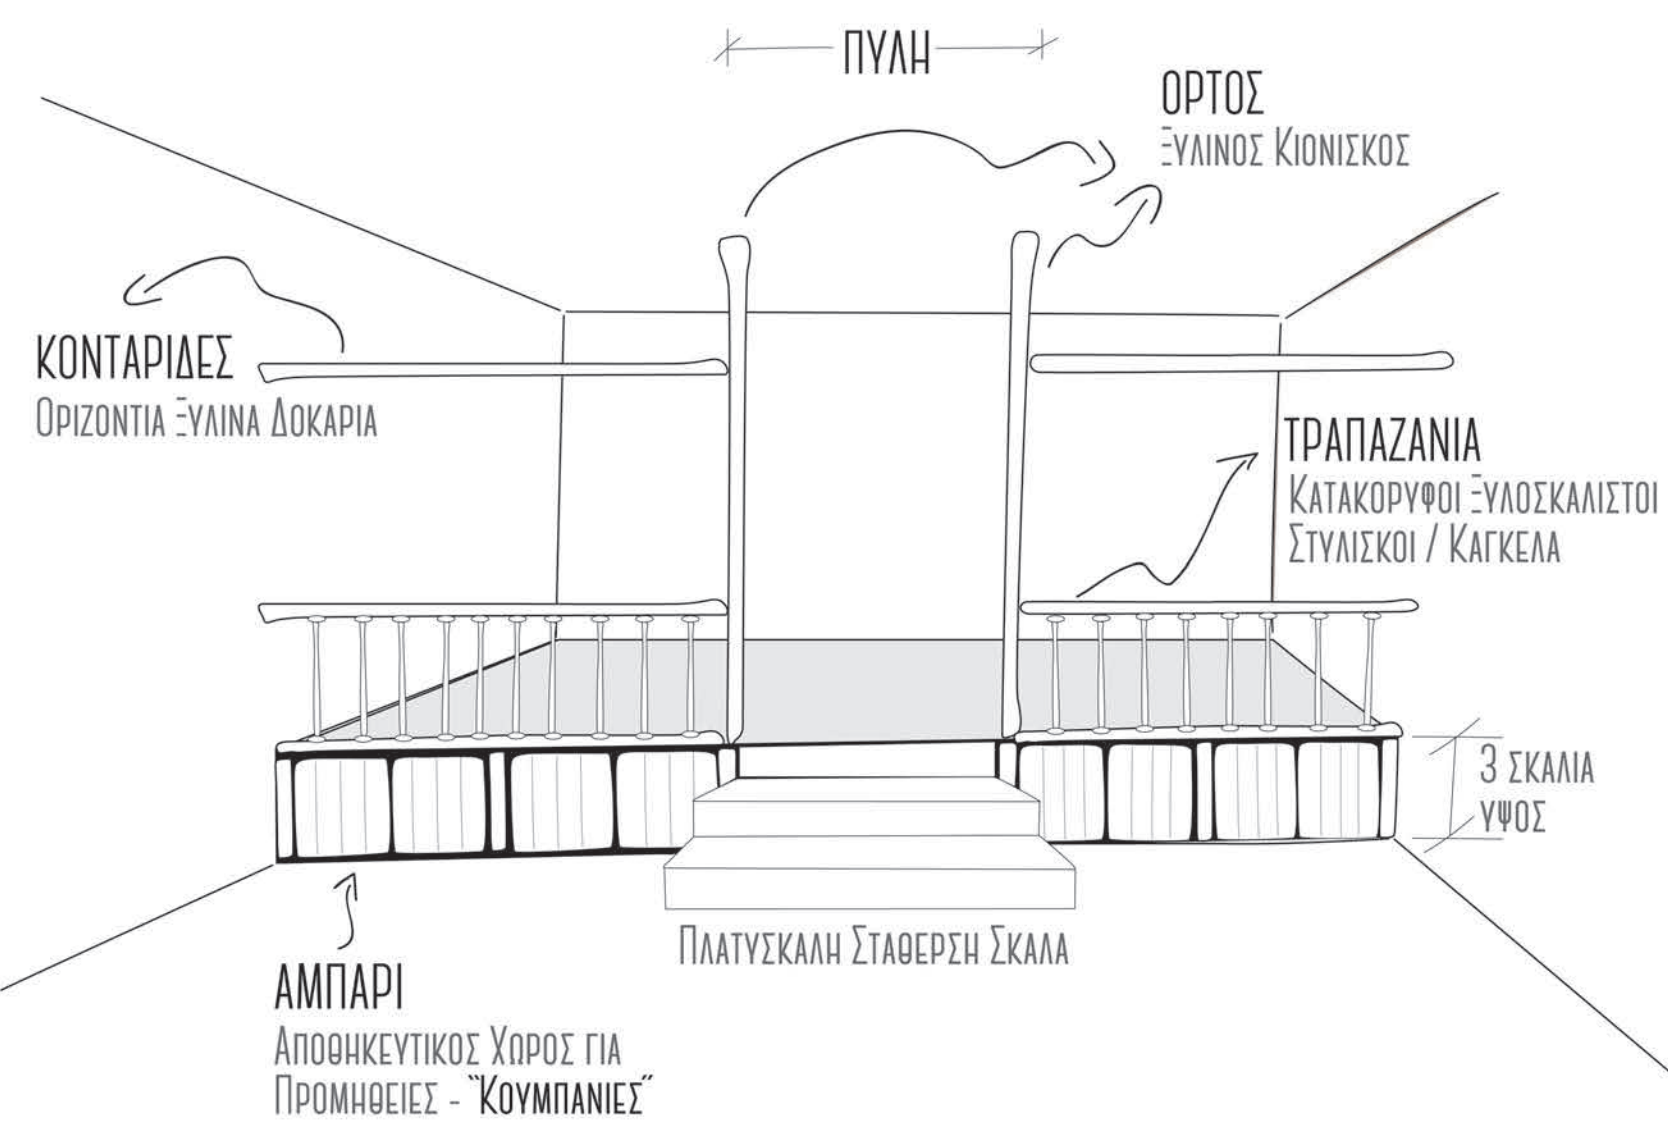 ΠΥΛΗ
ΟΡΤΟΣ
ΞΥΛΙΝΟΣ ΚΙΟΝΙΣΚΟΣ
ΚΟΝΤΑΡΙΔΕΣ
ΟΡΙΖΟΝΤΙΑ ΞΥΛΙΝΑ ΔΟΚΑΡΙΑ
ΤΡΑΠΑΖΑΝΙΑ
ΚΑΤΑΚΟΡΥΦΟΙ ΞΥΛΟΣΚΑΛΙΣΤΟΙ
ΣΤΥΛΙΣΚΟΙ / ΚΑΓΚΕΛΑ
3 ΣΚΑΛΙΑ
ΥΨΟΣ
ΠΛΑΤΥΣΚΑΛΗ ΣΤΑΘΕΡΣΗ ΣΚΑΛΑ
ΑΜΠΑΡΙ
ΑΠΟΘΗΚΕΥΤΙΚΟΣ ΧΩΡΟΣ ΓΙΑ
ΠΡΟΜΗΘΕΙΕΣ - "ΚΟΥΜΠΑΝΙΕΣ"